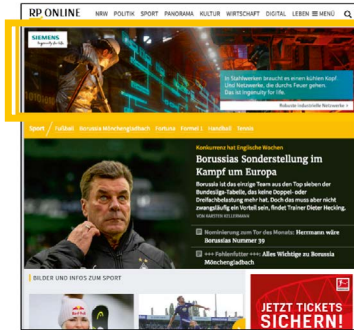 RP ONLINE NRW POLITIK SPORT PANORAMA KULTUR WIRTSCHAFT DIGITAL LEBEN MENÜ
SIEMENS
Ingenuity for life
In Stahlwerken braucht es einen kühlen Kopf.
Und Netzwerke, die durchs Feuer gehen.
Das ist Ingenuity for life.
Robuste industrielle Netzwerke >
Sport / Fußball Borussia Mönchengladbach Fortuna Formel 1 Handball Tennis
Konkurrenz hat Englische Wochen
Borussias Sonderstellung im
Kampf um Europa
Borussia ist das einzige Team aus den Top sieben der
Bundesliga-Tabelle, das keine Doppel- oder
Dreifachbelastung mehr hat. Doch das muss aber nicht
zwangsläufig ein Vorteil sein, findet Trainer Dieter Hecking.
VON KARSTEN KELLERMANN
Nominierung zum Tor des Monats: Herrmann wäre
Borussias Nummer 39
+++ Fohlenfutter +++: Alles Wichtige zu Borussia
Mönchengladbach
BILDER UND INFOS ZUM SPORT
JETZT TICKETS
SICHERN!